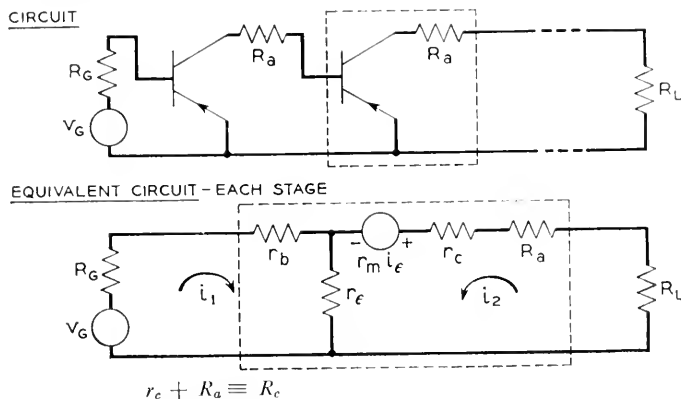 CIRCUIT
R_G
V_G
R_a
R_a
R_L
EQUIVALENT CIRCUIT - EACH STAGE
R_G
V_G
i_1
r_b
r_ϵ
- +
r_m i_ϵ
r_c
R_a
i_2
R_L
r_c + R_a ≡ R_c